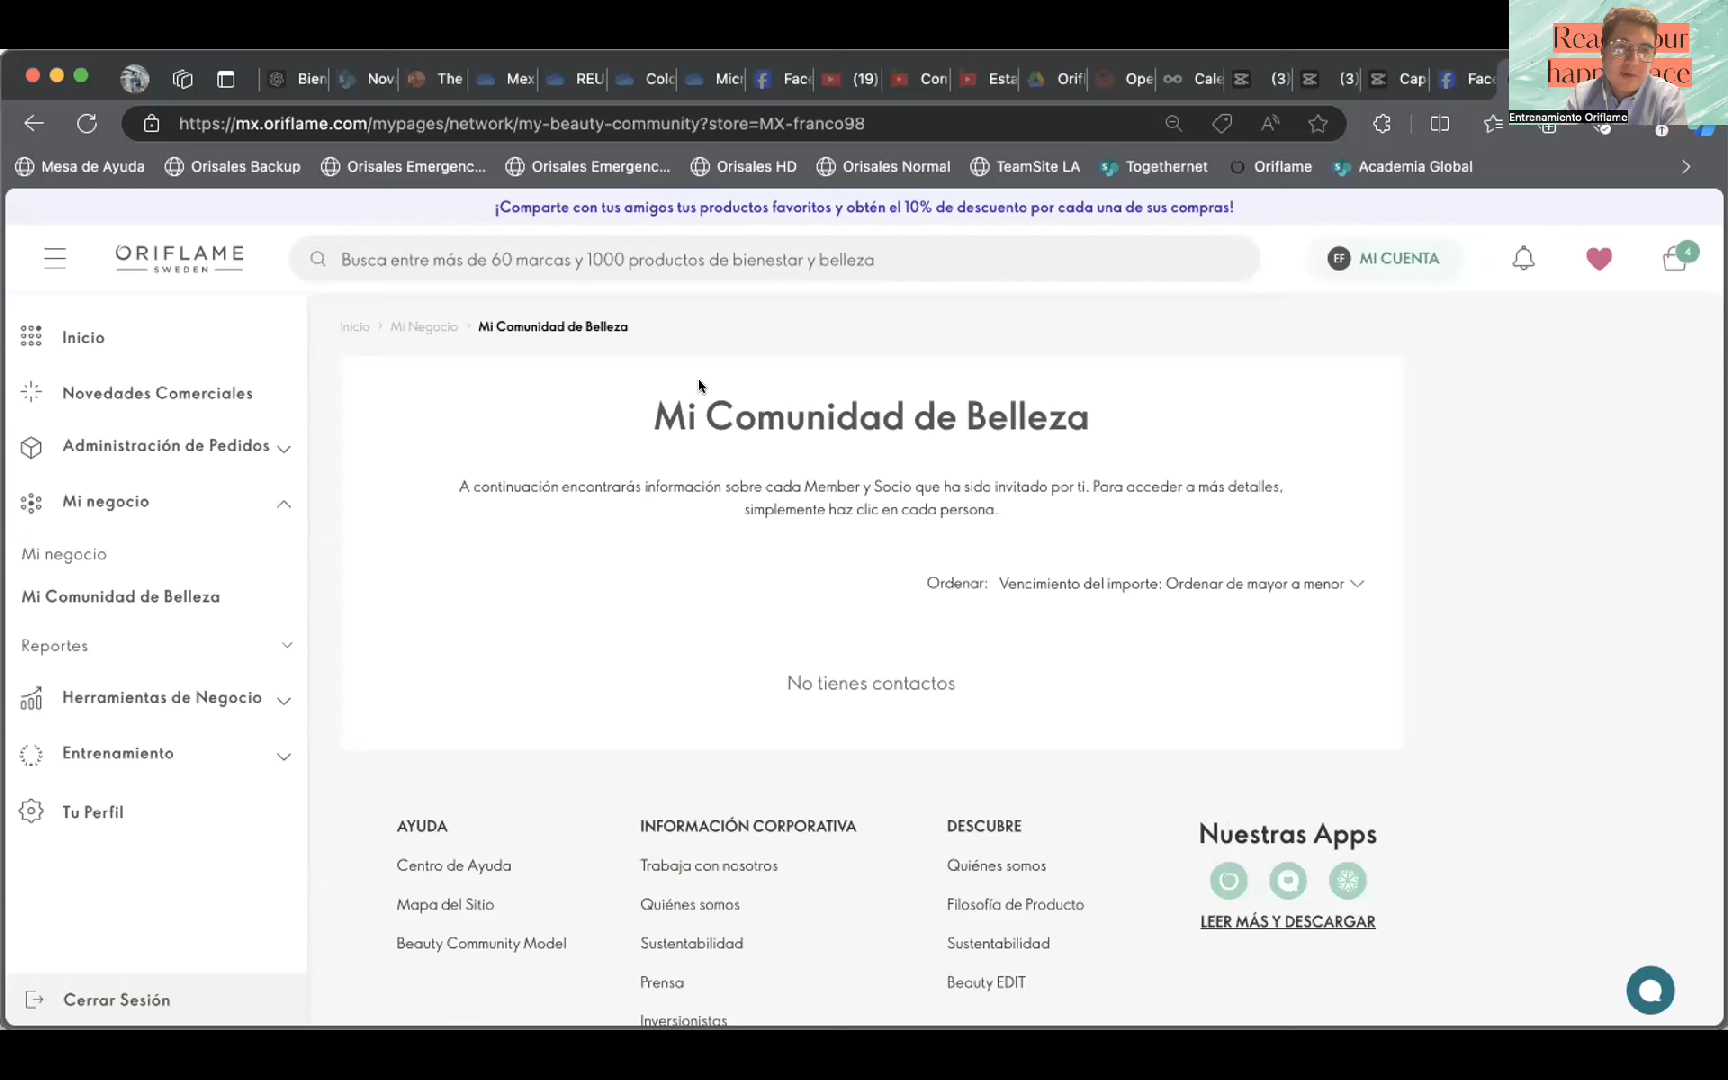 Bien
Nov
The
Mex
REU
Colo
Micr
Face
(19)
Con
Esta
Orifl
Ope
Cale
(3)
(3)
Cap
Face
Entrenamiento Oriflame
https://mx.oriflame.com/mypages/network/my-beauty-community?store=MX-franco98
Mesa de Ayuda
Orisales Backup
Orisales Emergenc...
Orisales Emergenc...
Orisales HD
Orisales Normal
TeamSite LA
Togethernet
Oriflame
Academia Global
¡Comparte con tus amigos tus productos favoritos y obtén el 10% de descuento por cada una de sus compras!
ORIFLAME
SWEDEN
Busca entre más de 60 marcas y 1000 productos de bienestar y belleza
EF
MI CUENTA
4
Inicio
Novedades Comerciales
Administración de Pedidos
Mi negocio
Mi negocio
Mi Comunidad de Belleza
Reportes
Herramientas de Negocio
Entrenamiento
Tu Perfil
Cerrar Sesión
Inicio > Mi Negocio > Mi Comunidad de Belleza
Mi Comunidad de Belleza
A continuación encontrarás información sobre cada Member y Socio que ha sido invitado por ti. Para acceder a más detalles,
simplemente haz clic en cada persona.
Ordenar: Vencimiento del importe: Ordenar de mayor a menor
No tienes contactos
AYUDA
Centro de Ayuda
Mapa del Sitio
Beauty Community Model
INFORMACIÓN CORPORATIVA
Trabaja con nosotros
Quiénes somos
Sustentabilidad
Prensa
Inversionistas
DESCUBRE
Quiénes somos
Filosofía de Producto
Sustentabilidad
Beauty EDIT
Nuestras Apps
LEER MÁS Y DESCARGAR